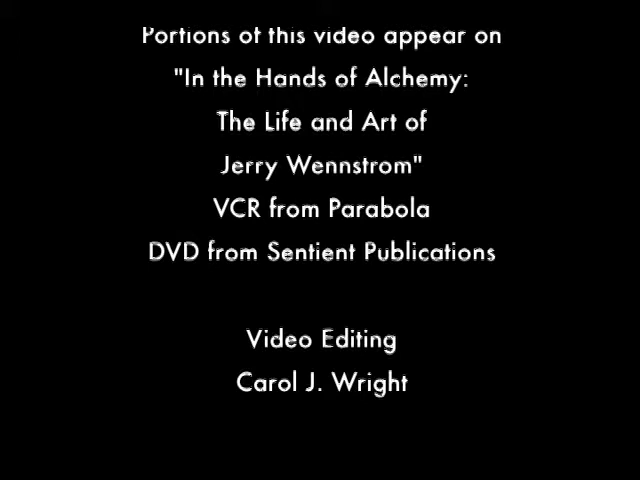 Portions of this video appear on
"In the Hands of Alchemy:
The Life and Art of
Jerry Wennstrom"
VCR from Parabola
DVD from Sentient Publications
Video Editing
Carol J. Wright